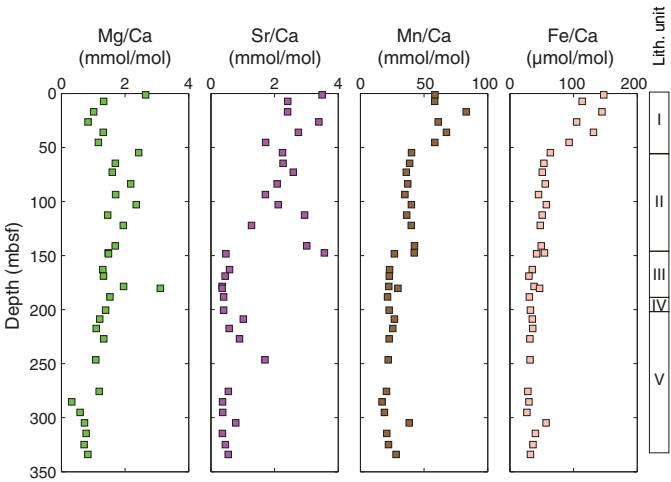 Mg/Ca
(mmol/mol)
Sr/Ca
(mmol/mol)
Mn/Ca
(mmol/mol)
Fe/Ca
(µmol/mol)
Lith. unit
0 2 4
0 2 4
0 50 100
0 100 200
Depth (mbsf)
0
50
100
150
200
250
300
350
I
II
III
IV
V